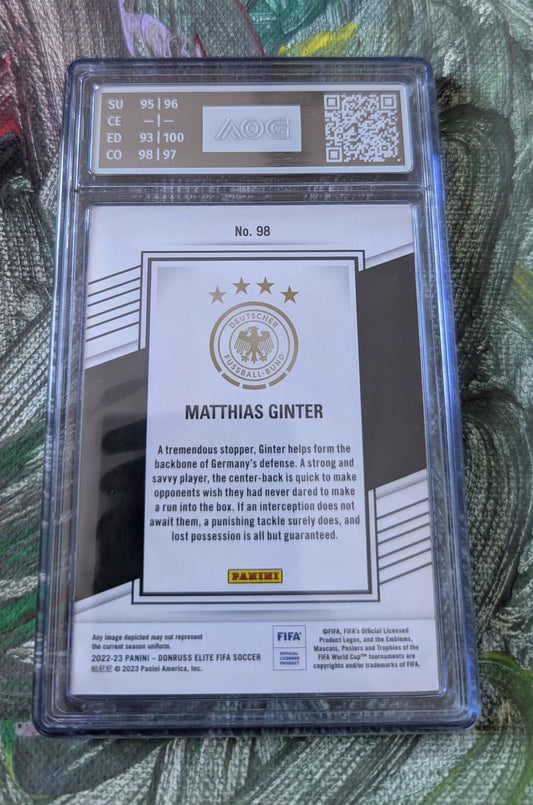 SU 95 | 96
CE — | —
ED 93 | 100
CO 98 | 97
AOG
No. 98
DEUTSCHER
FUSSBALL-BUND
MATTHIAS GINTER
A tremendous stopper, Ginter helps form the
backbone of Germany's defense. A strong and
savvy player, the center-back is quick to make
opponents wish they had never dared to make
a run into the box. If an interception does not
await them, a punishing tackle surely does, and
lost possession is all but guaranteed.
PANINI
Any image depicted may not represent
the current season uniform.
2022-23 PANINI – DONRUSS ELITE FIFA SOCCER
帕尼尼 © 2023 Panini America, Inc.
FIFA®
OFFICIAL
LICENSED
PRODUCT
©FIFA, FIFA's Official Licensed
Product Logos, and the Emblems,
Mascots, Posters and Trophies of the
FIFA World Cup™ tournaments are
copyrights and/or trademarks of FIFA.